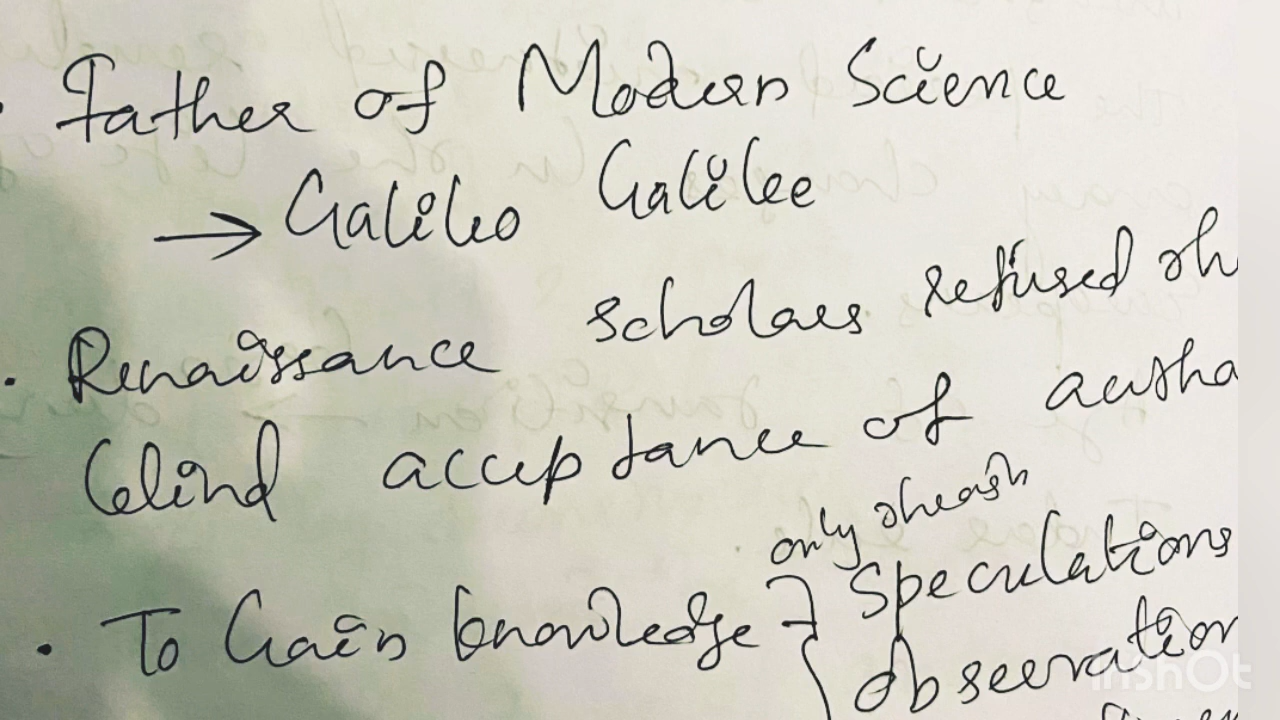 · Father of Modern Science
→ Galileo Galilee
· Renaissance scholars refused th
blind acceptance of autho
only
· To Gain knowledge Speculations
Observation
InShOt